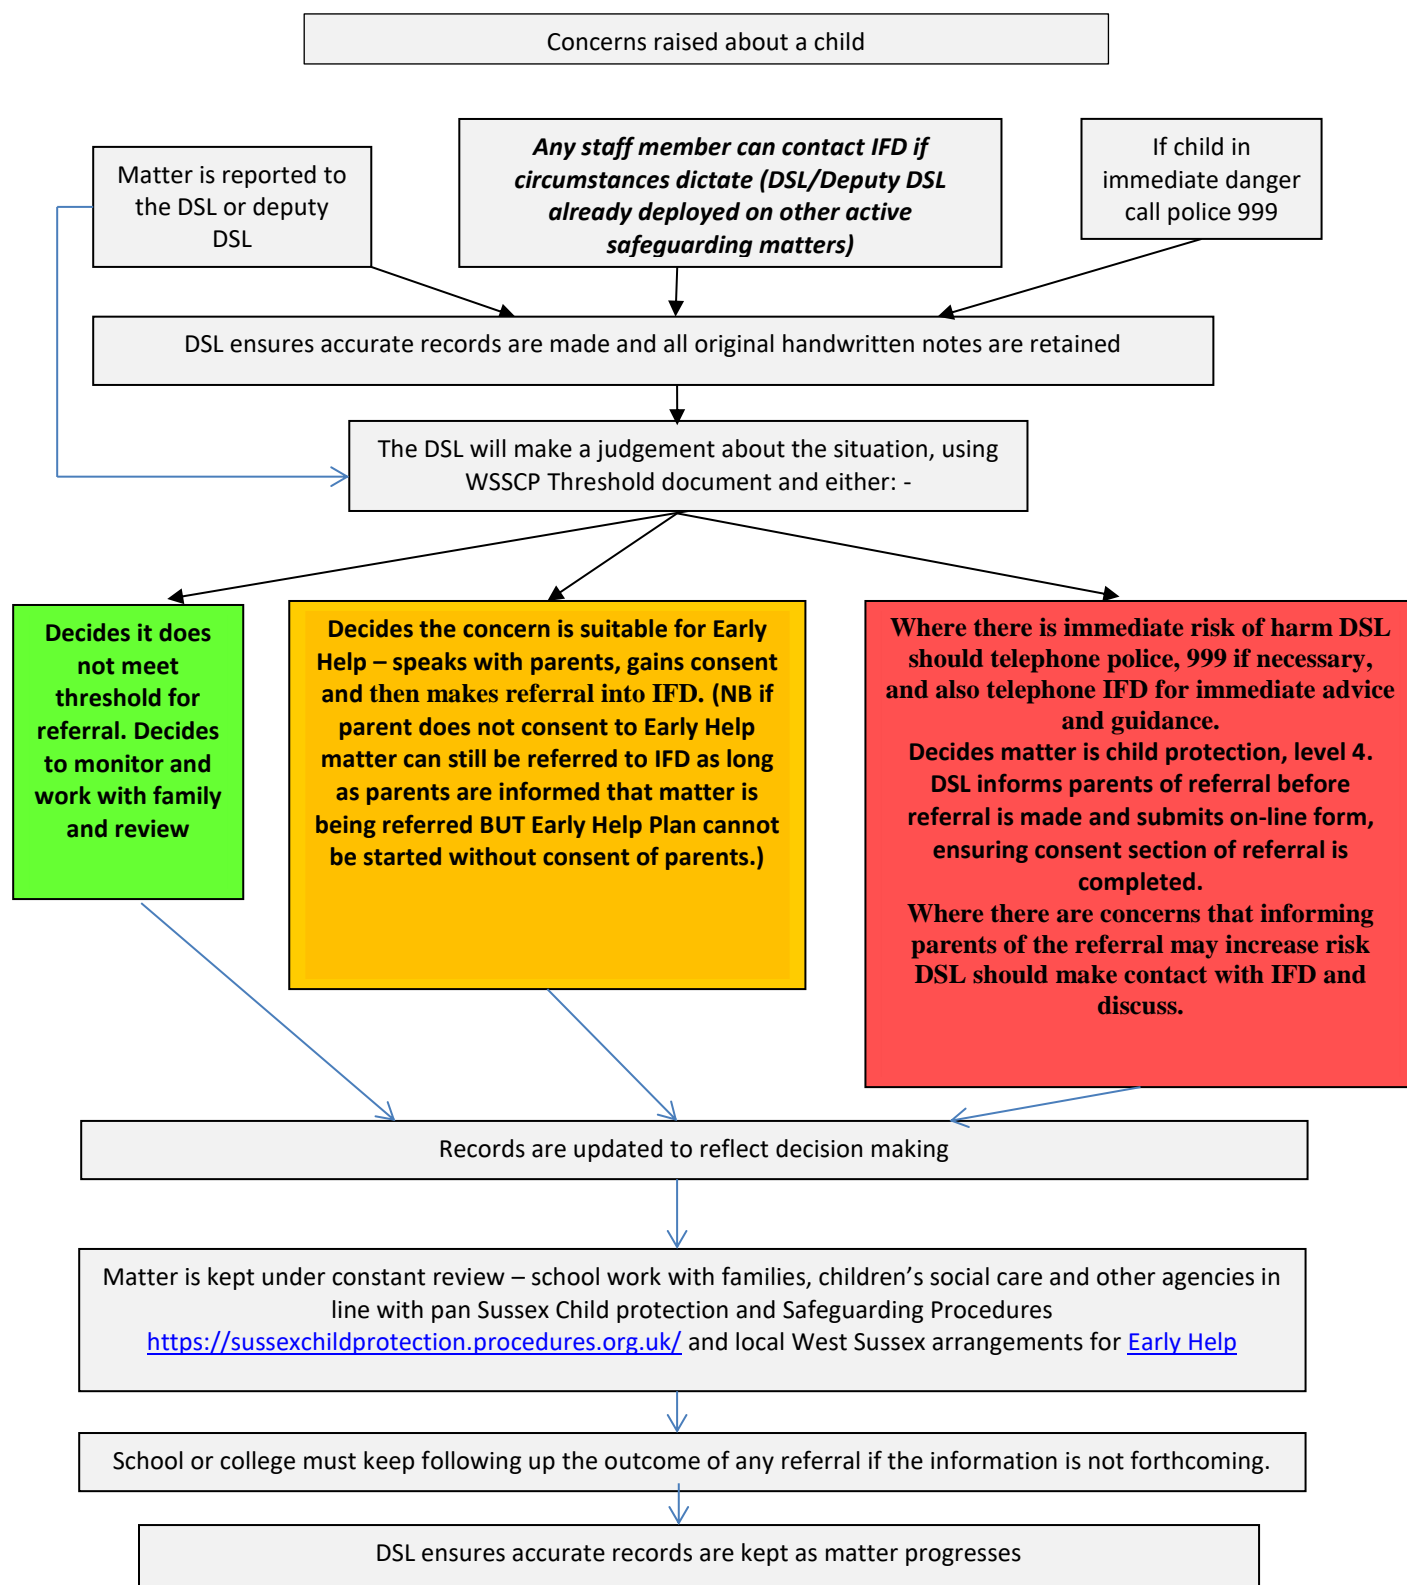 Concerns raised about a child
Matter is reported to
the DSL or deputy
DSL
Any staff member can contact IFD if
circumstances dictate (DSL/Deputy DSL
already deployed on other active
safeguarding matters)
If child in
immediate danger
call police 999
DSL ensures accurate records are made and all original handwritten notes are retained
The DSL will make a judgement about the situation, using
WSSCP Threshold document and either: -
Decides it does
not meet
threshold for
referral. Decides
to monitor and
work with family
and review
Decides the concern is suitable for Early
Help – speaks with parents, gains consent
and then makes referral into IFD. (NB if
parent does not consent to Early Help
matter can still be referred to IFD as long
as parents are informed that matter is
being referred BUT Early Help Plan cannot
be started without consent of parents.)
Where there is immediate risk of harm DSL
should telephone police, 999 if necessary,
and also telephone IFD for immediate advice
and guidance.
Decides matter is child protection, level 4.
DSL informs parents of referral before
referral is made and submits on-line form,
ensuring consent section of referral is
completed.
Where there are concerns that informing
parents of the referral may increase risk
DSL should make contact with IFD and
discuss.
Records are updated to reflect decision making
Matter is kept under constant review – school work with families, children’s social care and other agencies in
line with pan Sussex Child protection and Safeguarding Procedures
https://sussexchildprotection.procedures.org.uk/ and local West Sussex arrangements for Early Help
School or college must keep following up the outcome of any referral if the information is not forthcoming.
DSL ensures accurate records are kept as matter progresses